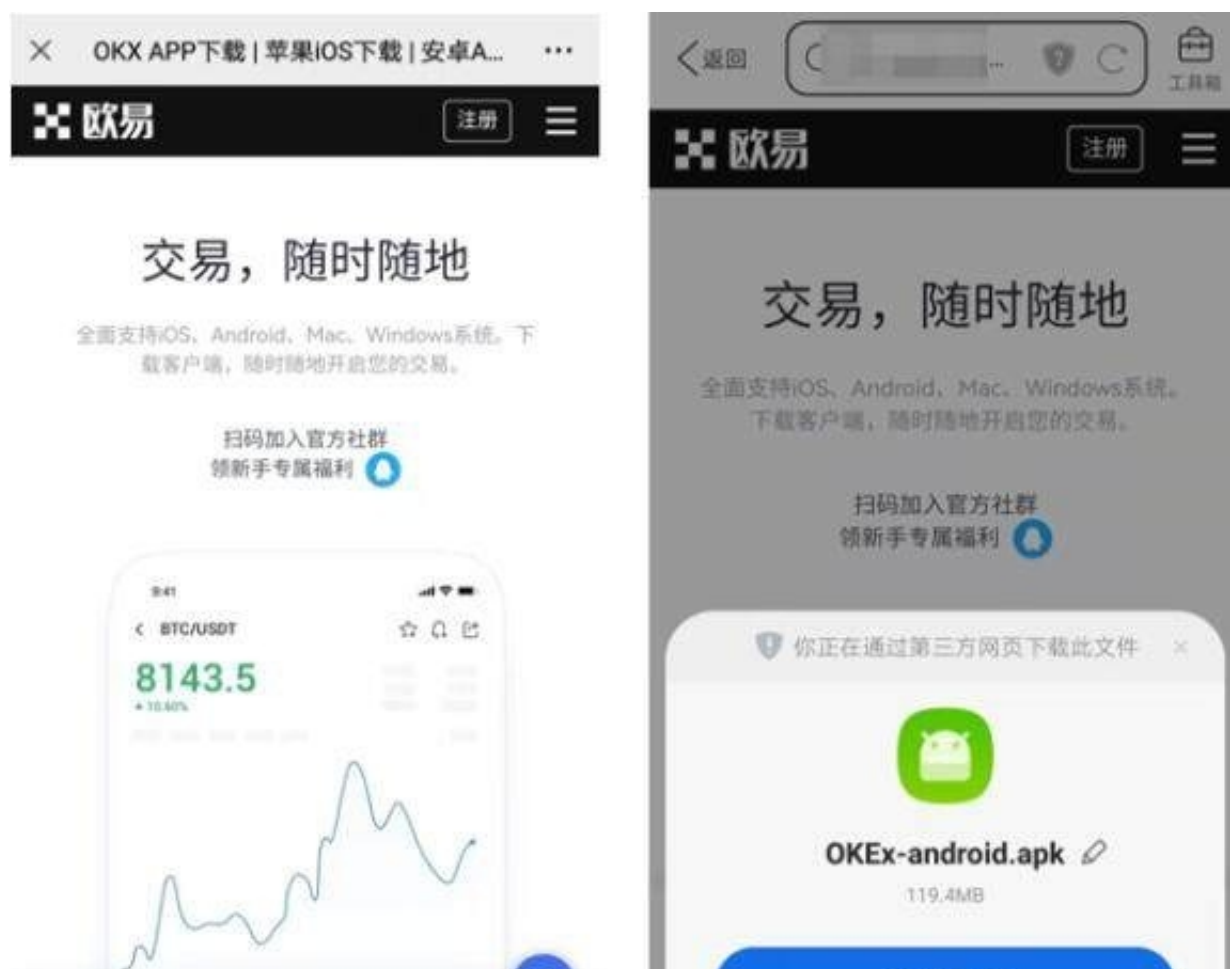 OKX APP下载 | 苹果iOS下载 | 安卓A...
欧易
注册
交易，随时随地
全面支持iOS、Android、Mac、Windows系统。下
载客户端，随时随地开启您的交易。
扫码加入官方社群
领新手专属福利
9:41
BTC/USDT
8143.5
+ 10.60%
返回
...
工具箱
欧易
注册
交易，随时随地
全面支持iOS、Android、Mac、Windows系统。
下载客户端，随时随地开启您的交易。
扫码加入官方社群
领新手专属福利
你正在通过第三方网页下载此文件
OKEx-android.apk
119.4MB